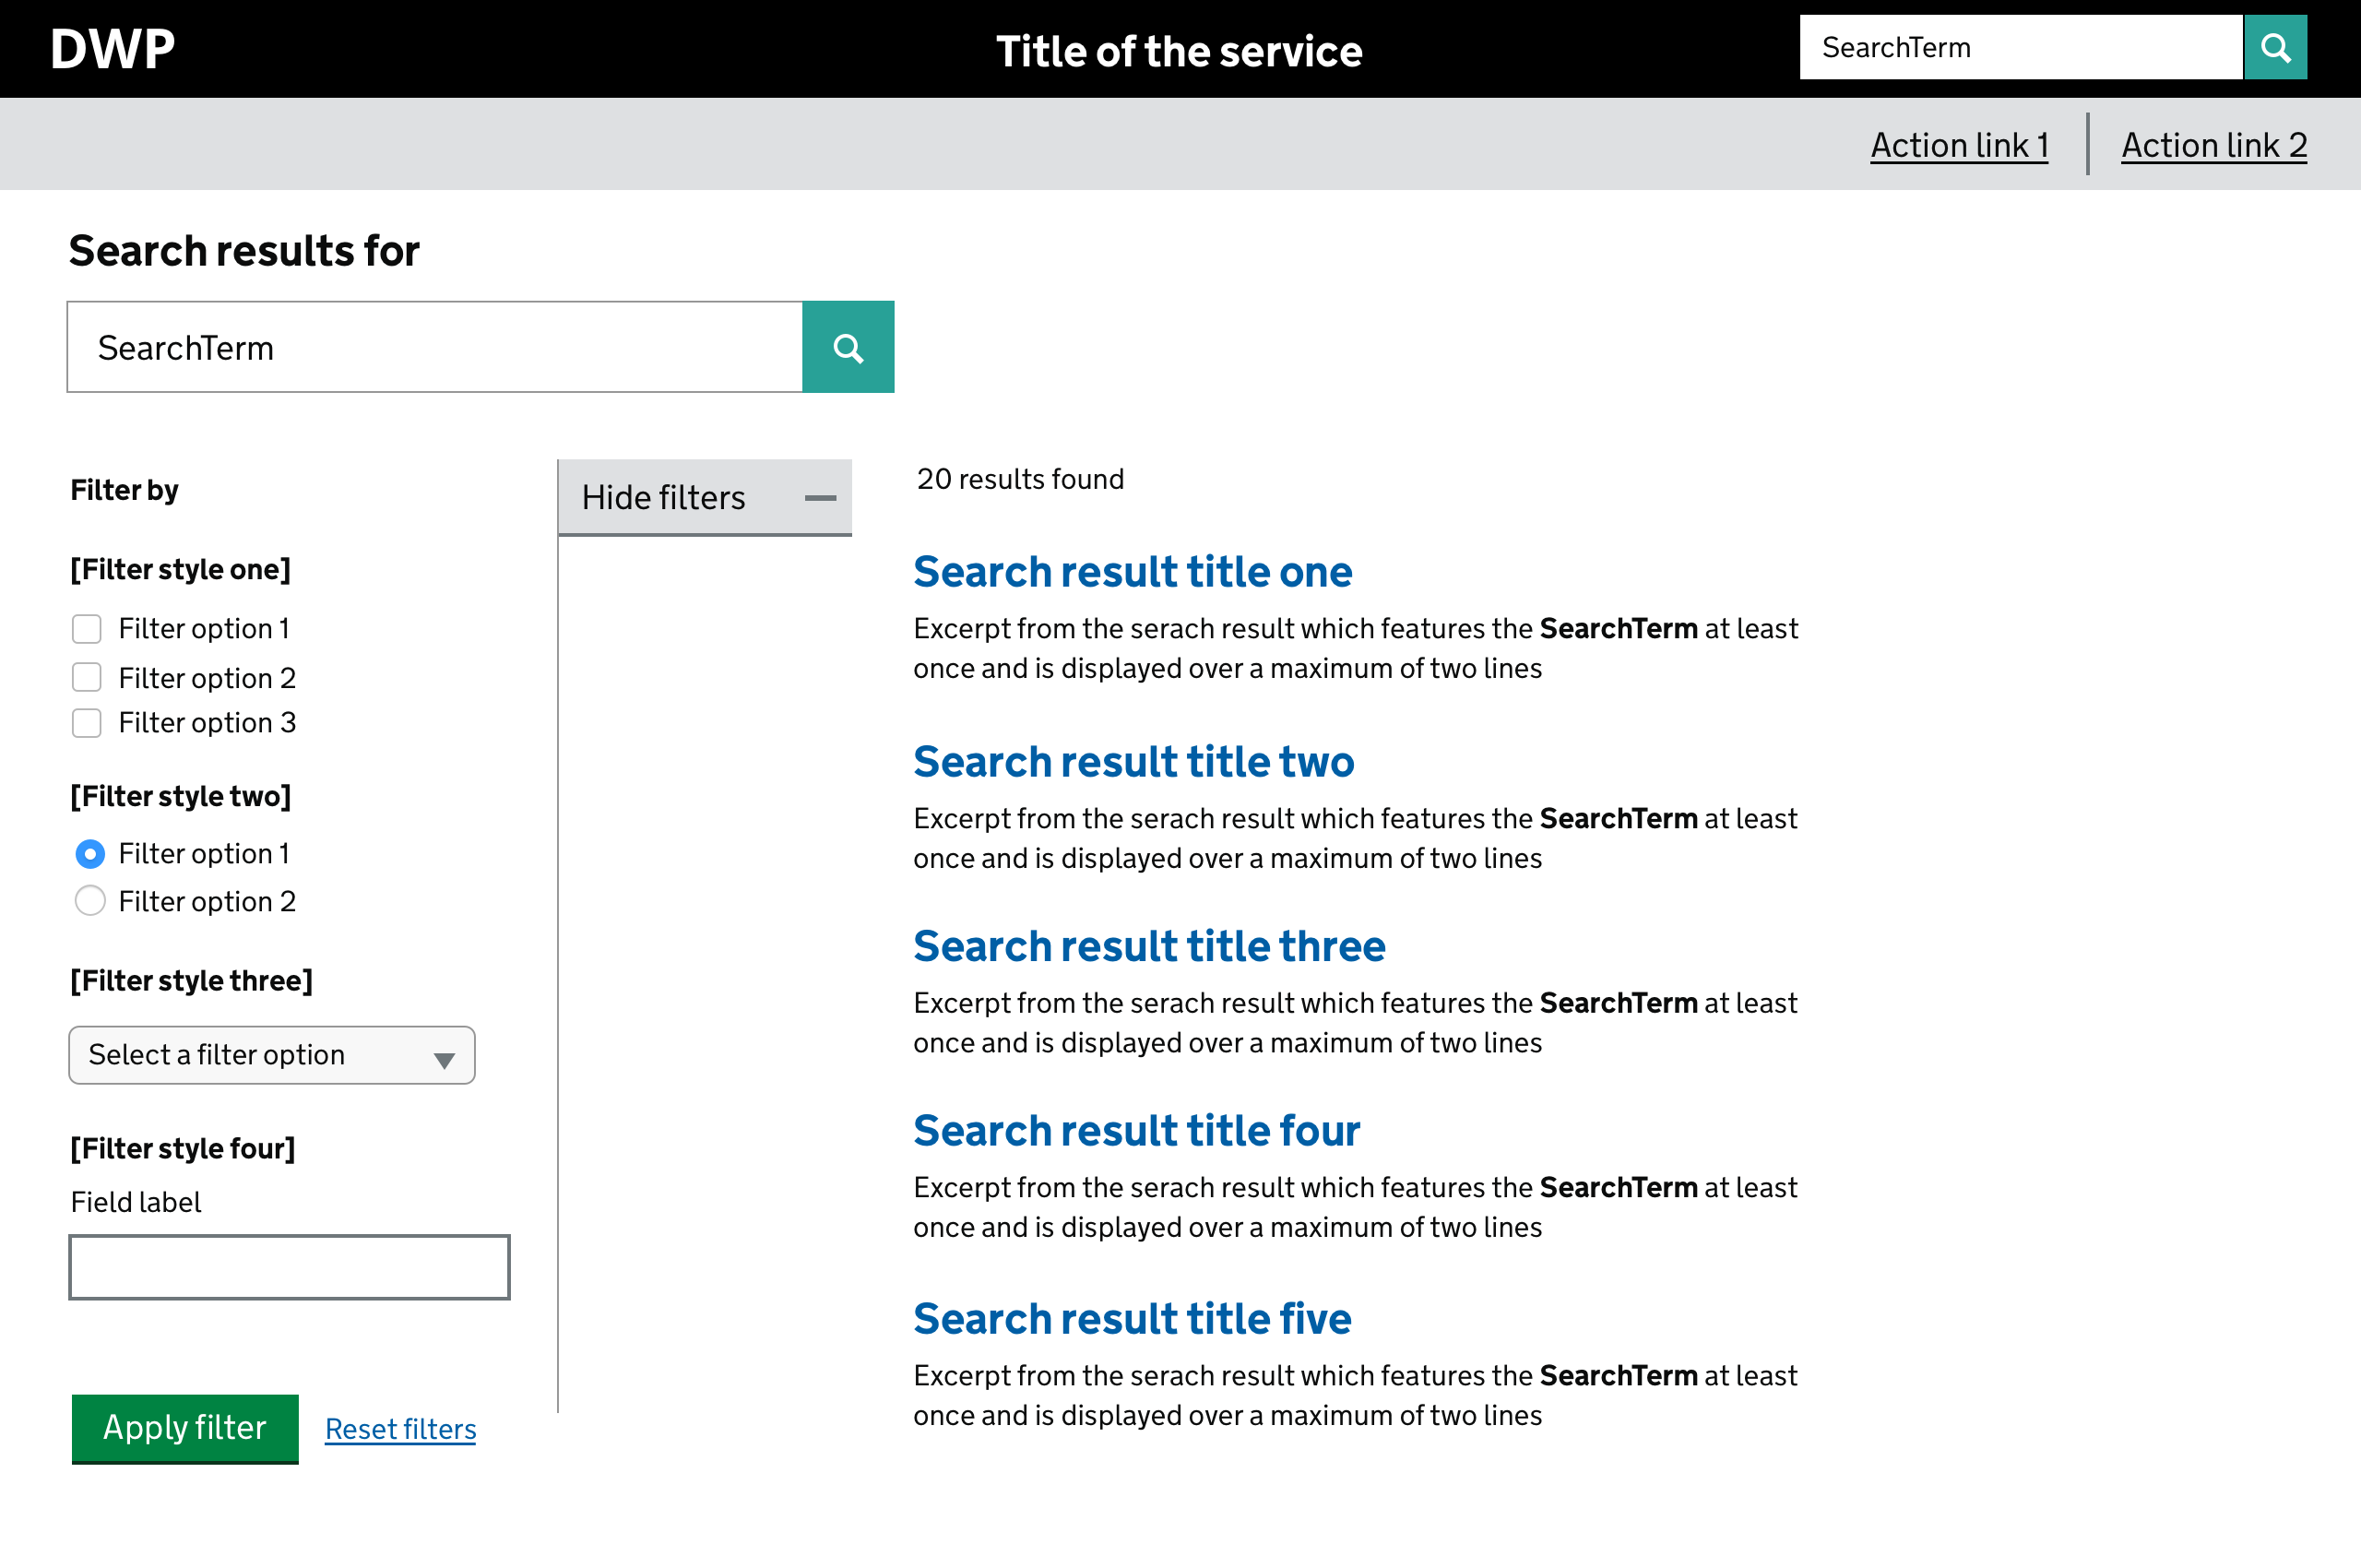 DWP
Title of the service
SearchTerm
Action link 1
Action link 2
Search results for
SearchTerm
Filter by
[Filter style one]
Filter option 1
Filter option 2
Filter option 3
[Filter style two]
Filter option 1
Filter option 2
[Filter style three]
Select a filter option
[Filter style four]
Field label
Apply filter
Reset filters
Hide filters
20 results found
Search result title one
Excerpt from the serach result which features the SearchTerm at least
once and is displayed over a maximum of two lines
Search result title two
Excerpt from the serach result which features the SearchTerm at least
once and is displayed over a maximum of two lines
Search result title three
Excerpt from the serach result which features the SearchTerm at least
once and is displayed over a maximum of two lines
Search result title four
Excerpt from the serach result which features the SearchTerm at least
once and is displayed over a maximum of two lines
Search result title five
Excerpt from the serach result which features the SearchTerm at least
once and is displayed over a maximum of two lines